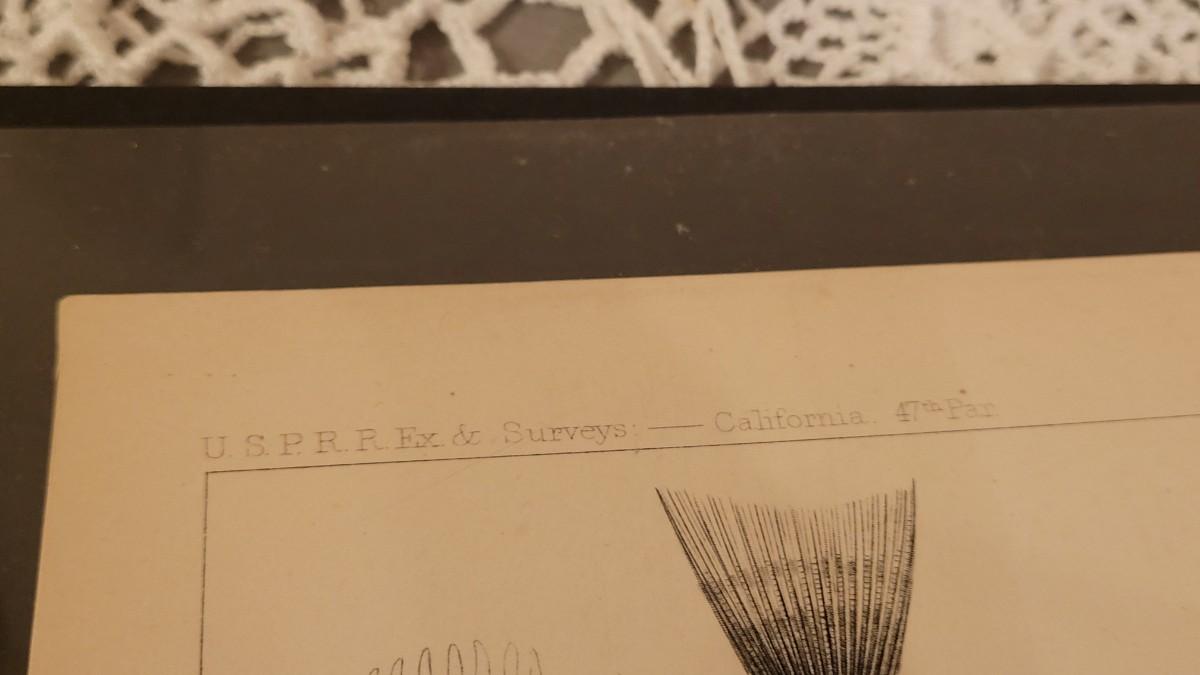 U. S. P. R. R. Ex. & Surveys: — California. 47th Par.